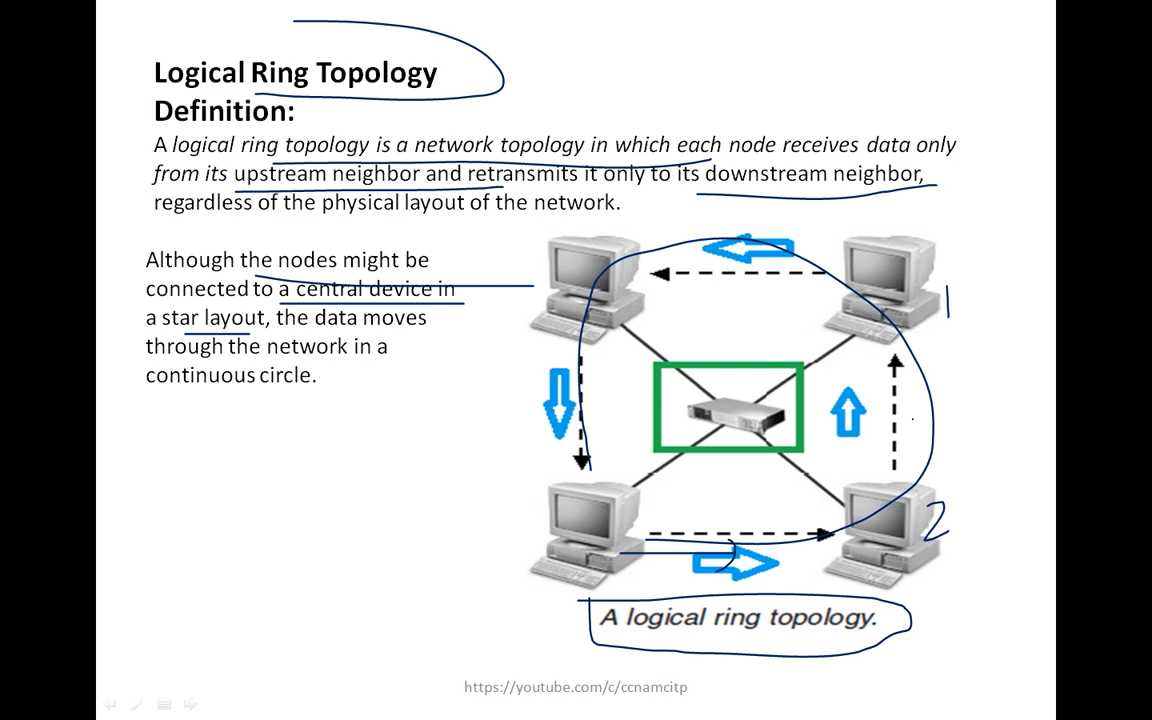 Logical Ring Topology
Definition:
A logical ring topology is a network topology in which each node receives data only
from its upstream neighbor and retransmits it only to its downstream neighbor,
regardless of the physical layout of the network.
Although the nodes might be
connected to a central device in
a star layout, the data moves
through the network in a
continuous circle.
1
2
A logical ring topology.
https://youtube.com/c/ccnamcitp